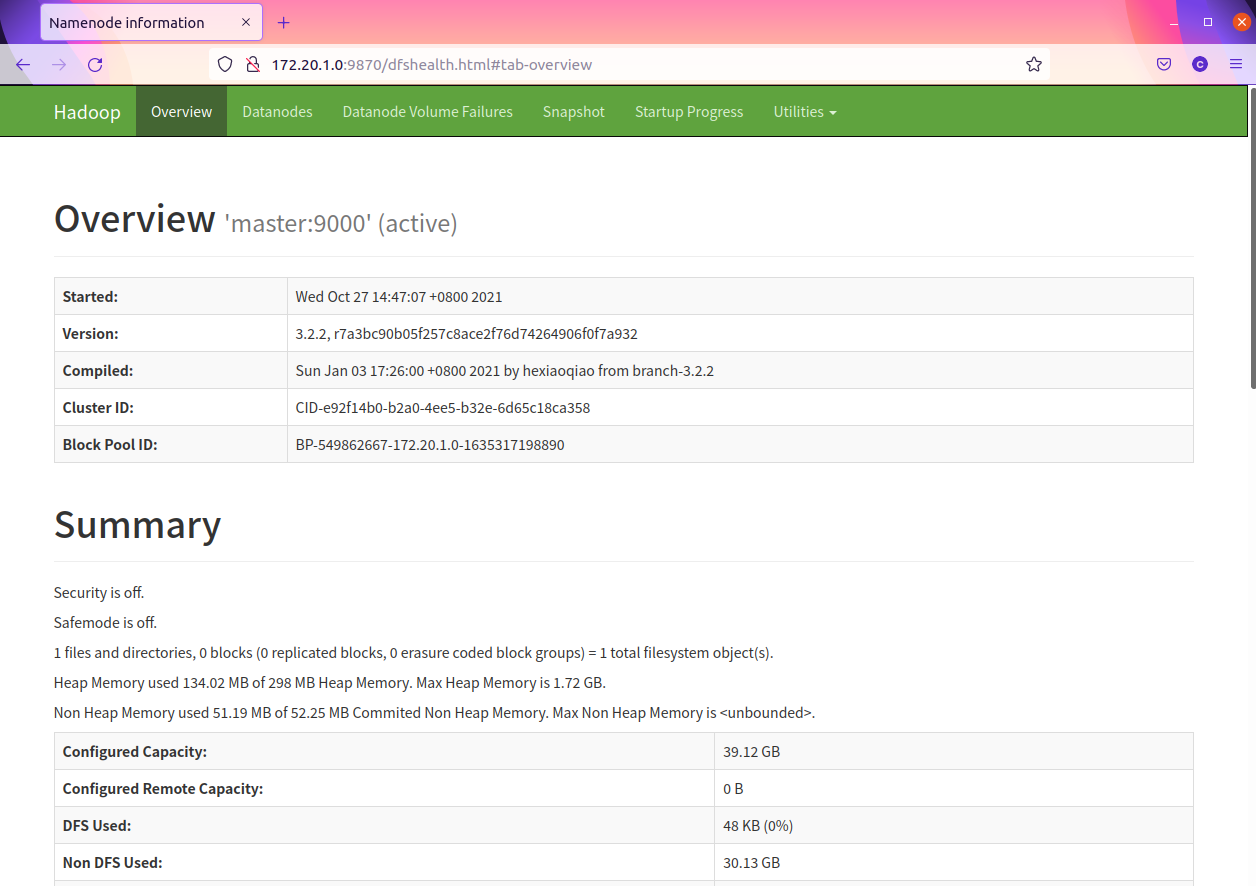 Namenode information
172.20.1.0:9870/dfshealth.html#tab-overview
C
Hadoop Overview Datanodes Datanode Volume Failures Snapshot Startup Progress Utilities
Overview 'master:9000' (active)
Started: Wed Oct 27 14:47:07 +0800 2021
Version: 3.2.2, r7a3bc90b05f257c8ace2f76d74264906f0f7a932
Compiled: Sun Jan 03 17:26:00 +0800 2021 by hexiaoqiao from branch-3.2.2
Cluster ID: CID-e92f14b0-b2a0-4ee5-b32e-6d65c18ca358
Block Pool ID: BP-549862667-172.20.1.0-1635317198890
Summary
Security is off.
Safemode is off.
1 files and directories, 0 blocks (0 replicated blocks, 0 erasure coded block groups) = 1 total filesystem object(s).
Heap Memory used 134.02 MB of 298 MB Heap Memory. Max Heap Memory is 1.72 GB.
Non Heap Memory used 51.19 MB of 52.25 MB Commited Non Heap Memory. Max Non Heap Memory is <unbounded>.
Configured Capacity: 39.12 GB
Configured Remote Capacity: 0 B
DFS Used: 48 KB (0%)
Non DFS Used: 30.13 GB